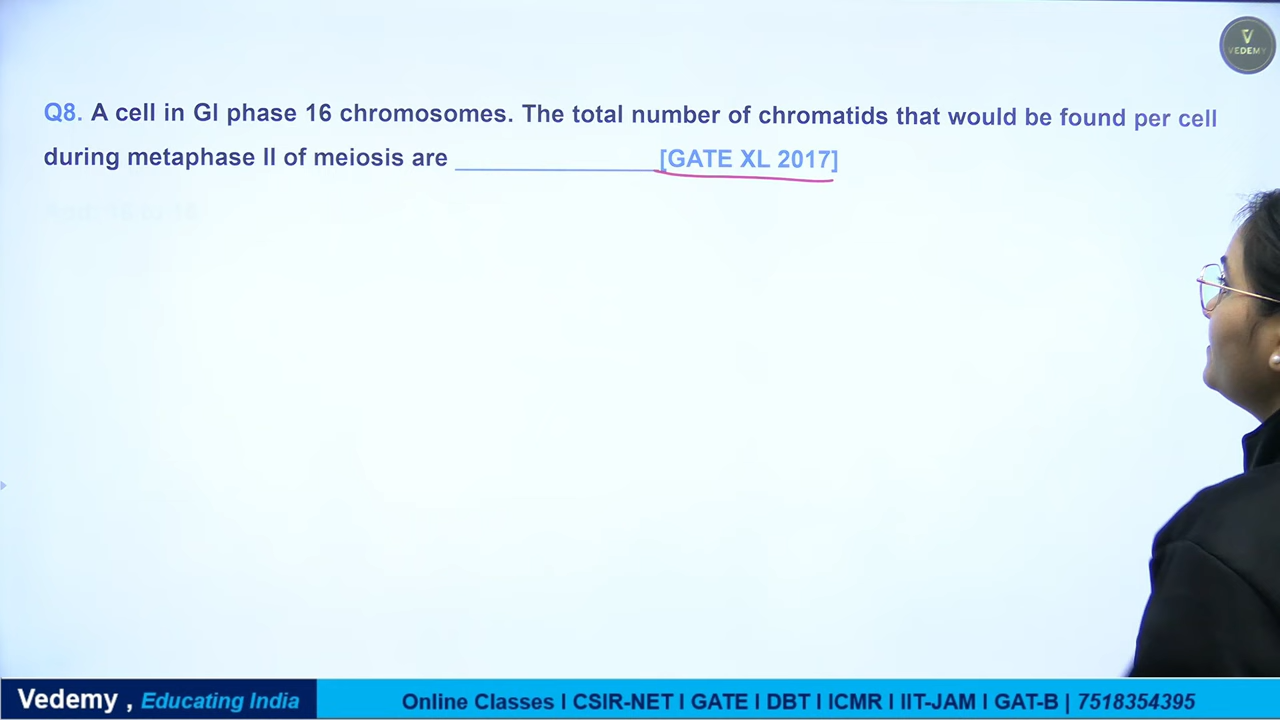 V
VEDEMY
Q8. A cell in GI phase 16 chromosomes. The total number of chromatids that would be found per cell
during metaphase II of meiosis are ____________ [GATE XL 2017]
Vedemy , Educating India
Online Classes I CSIR-NET I GATE I DBT I ICMR I IIT-JAM I GAT-B | 7518354395